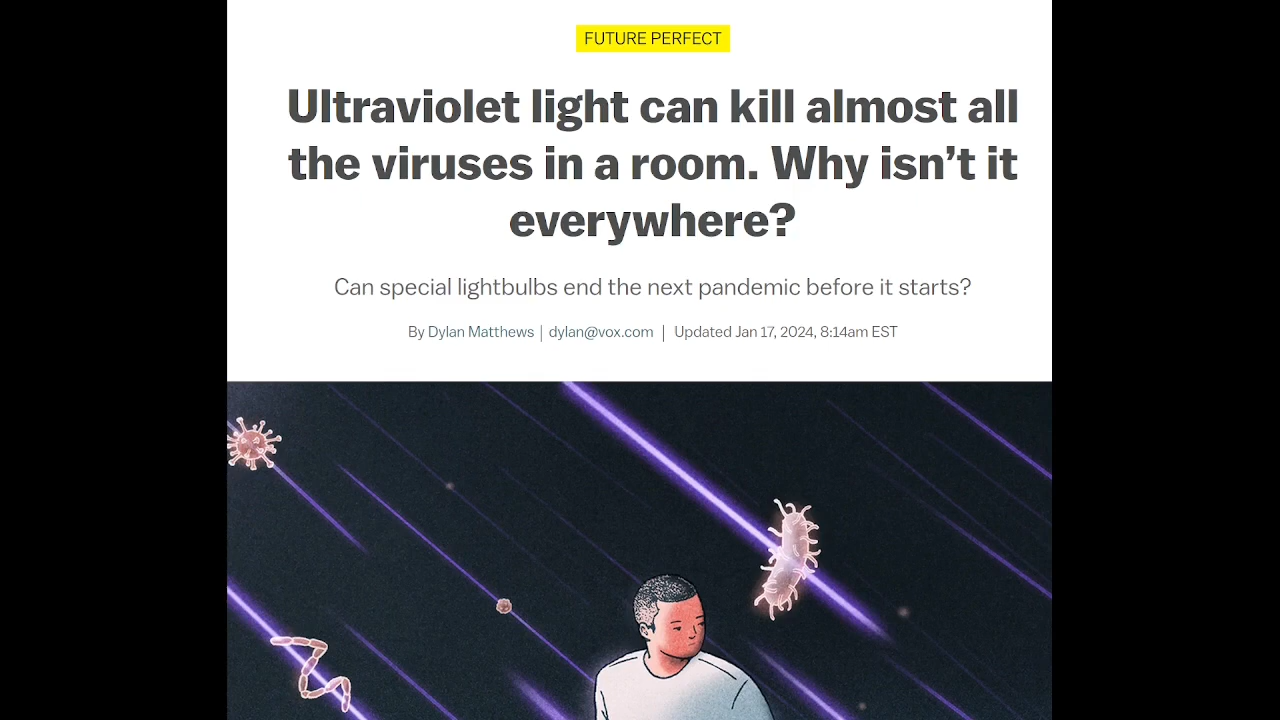 FUTURE PERFECT
Ultraviolet light can kill almost all
the viruses in a room. Why isn’t it
everywhere?
Can special lightbulbs end the next pandemic before it starts?
By Dylan Matthews | dylan@vox.com | Updated Jan 17, 2024, 8:14am EST